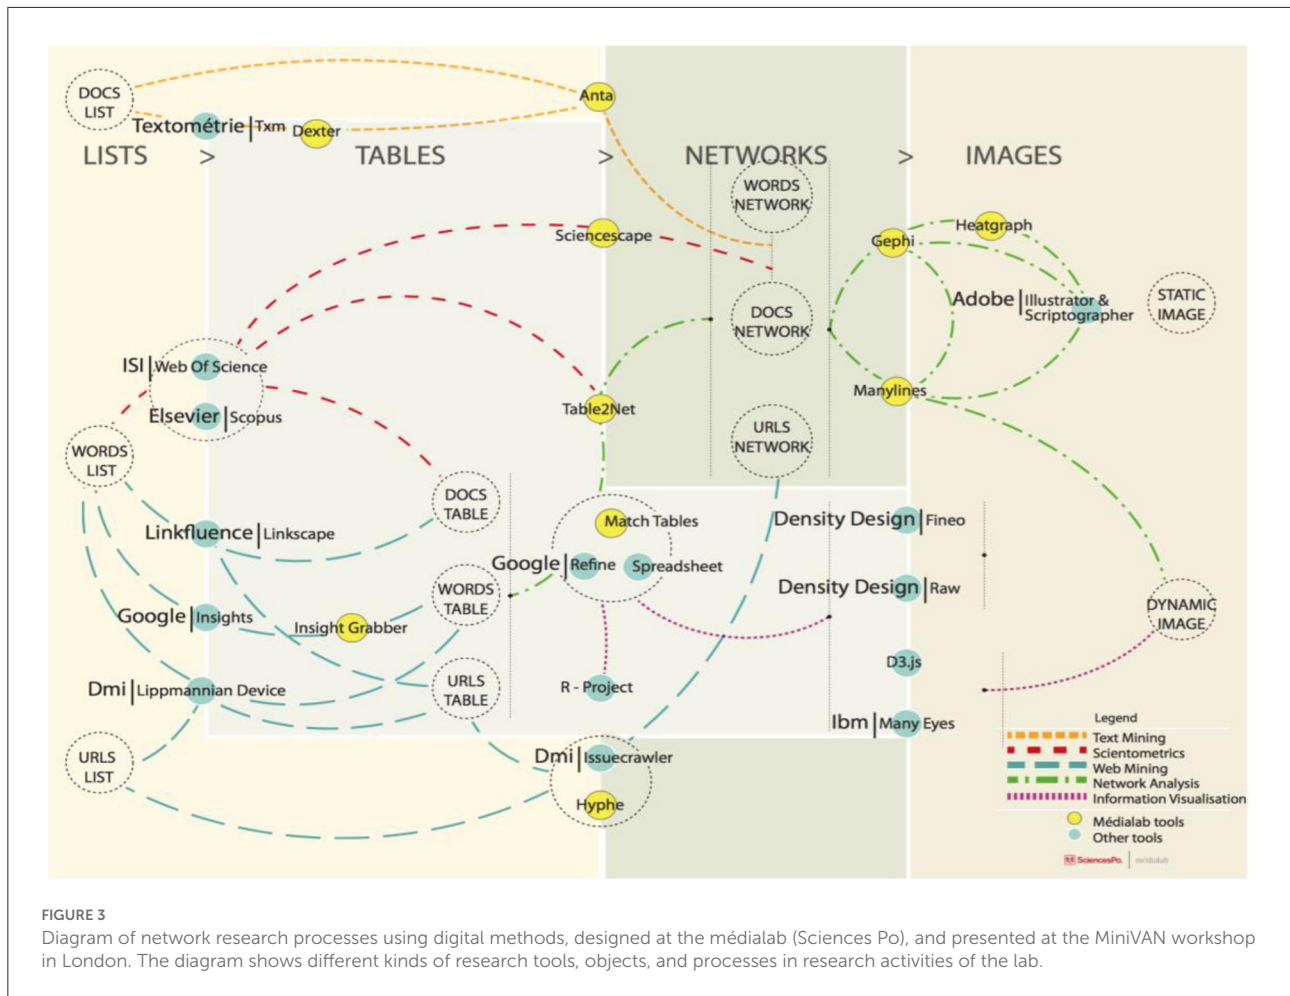 DOCS
LIST
Textométrie | Txm
Dexter
Anta
LISTS > TABLES > NETWORKS > IMAGES
WORDS
NETWORK
Sciencescape
Gephi
Heatgraph
Adobe | Illustrator &
Scriptographer
STATIC
IMAGE
DOCS
NETWORK
ISI | Web Of Science
Elsevier | Scopus
Table2Net
Manylines
WORDS
LIST
URLS
NETWORK
DOCS
TABLE
Linkfluence | Linkscape
Match Tables
Google | Refine
Spreadsheet
Density Design | Fineo
WORDS
TABLE
Density Design | Raw
DYNAMIC
IMAGE
Google | Insights
Insight Grabber
Dmi | Lippmannian Device
URLS
TABLE
R - Project
D3.js
Ibm | Many Eyes
URLS
LIST
Dmi | Issuecrawler
Hyphe
Legend
Text Mining
Scientometrics
Web Mining
Network Analysis
Information Visualisation
Médialab tools
Other tools
SciencesPo. | médialab
FIGURE 3
Diagram of network research processes using digital methods, designed at the médialab (Sciences Po), and presented at the MiniVAN workshop
in London. The diagram shows different kinds of research tools, objects, and processes in research activities of the lab.